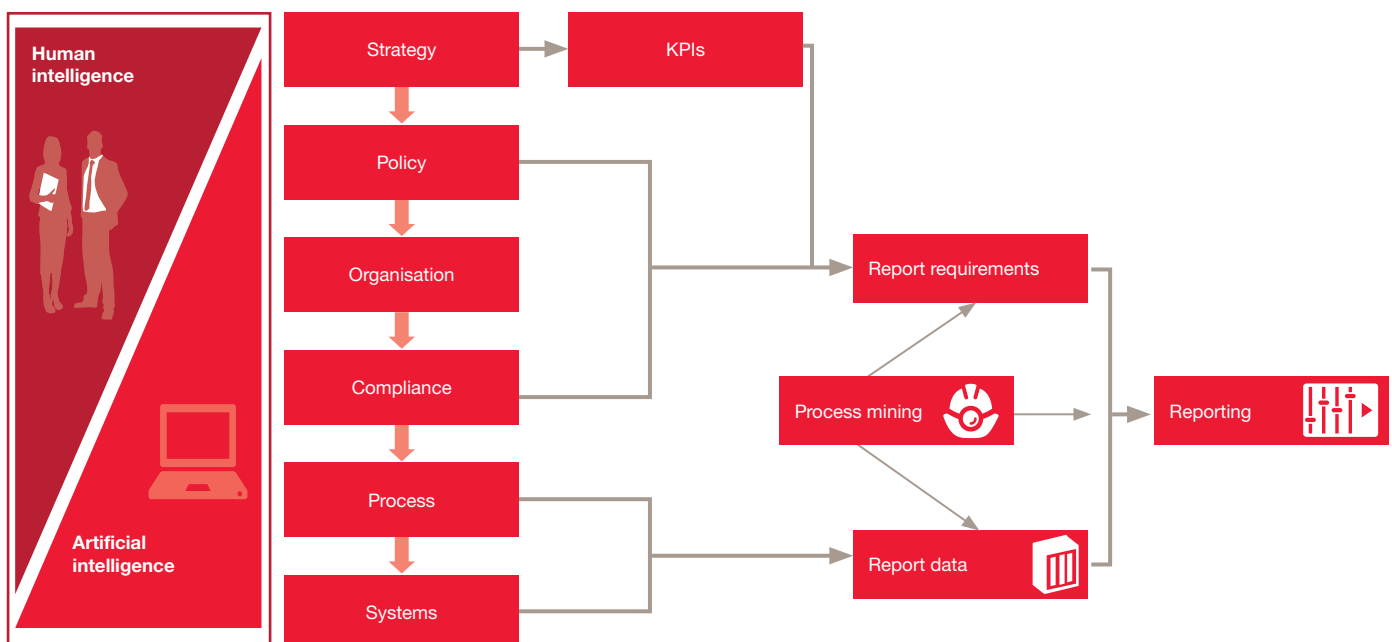 Human
intelligence
Artificial
intelligence
Strategy
KPIs
Policy
Organisation
Compliance
Process
Systems
Report requirements
Process mining
Report data
Reporting